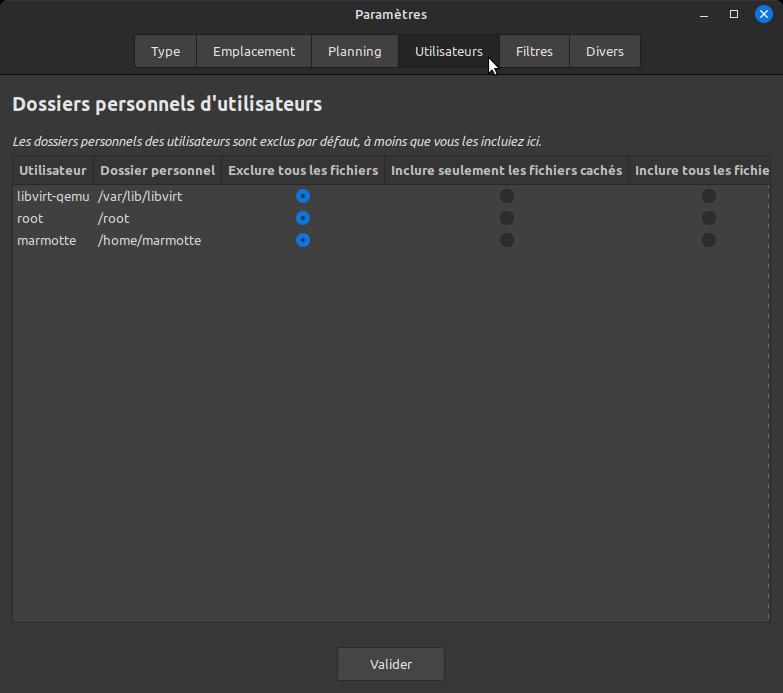 Paramètres
Type Emplacement Planning Utilisateurs Filtres Divers
Dossiers personnels d'utilisateurs
Les dossiers personnels des utilisateurs sont exclus par défaut, à moins que vous les incluiez ici.
Utilisateur Dossier personnel Exclure tous les fichiers Inclure seulement les fichiers cachés Inclure tous les fichie
libvirt-qemu /var/lib/libvirt
root /root
marmotte /home/marmotte
Valider